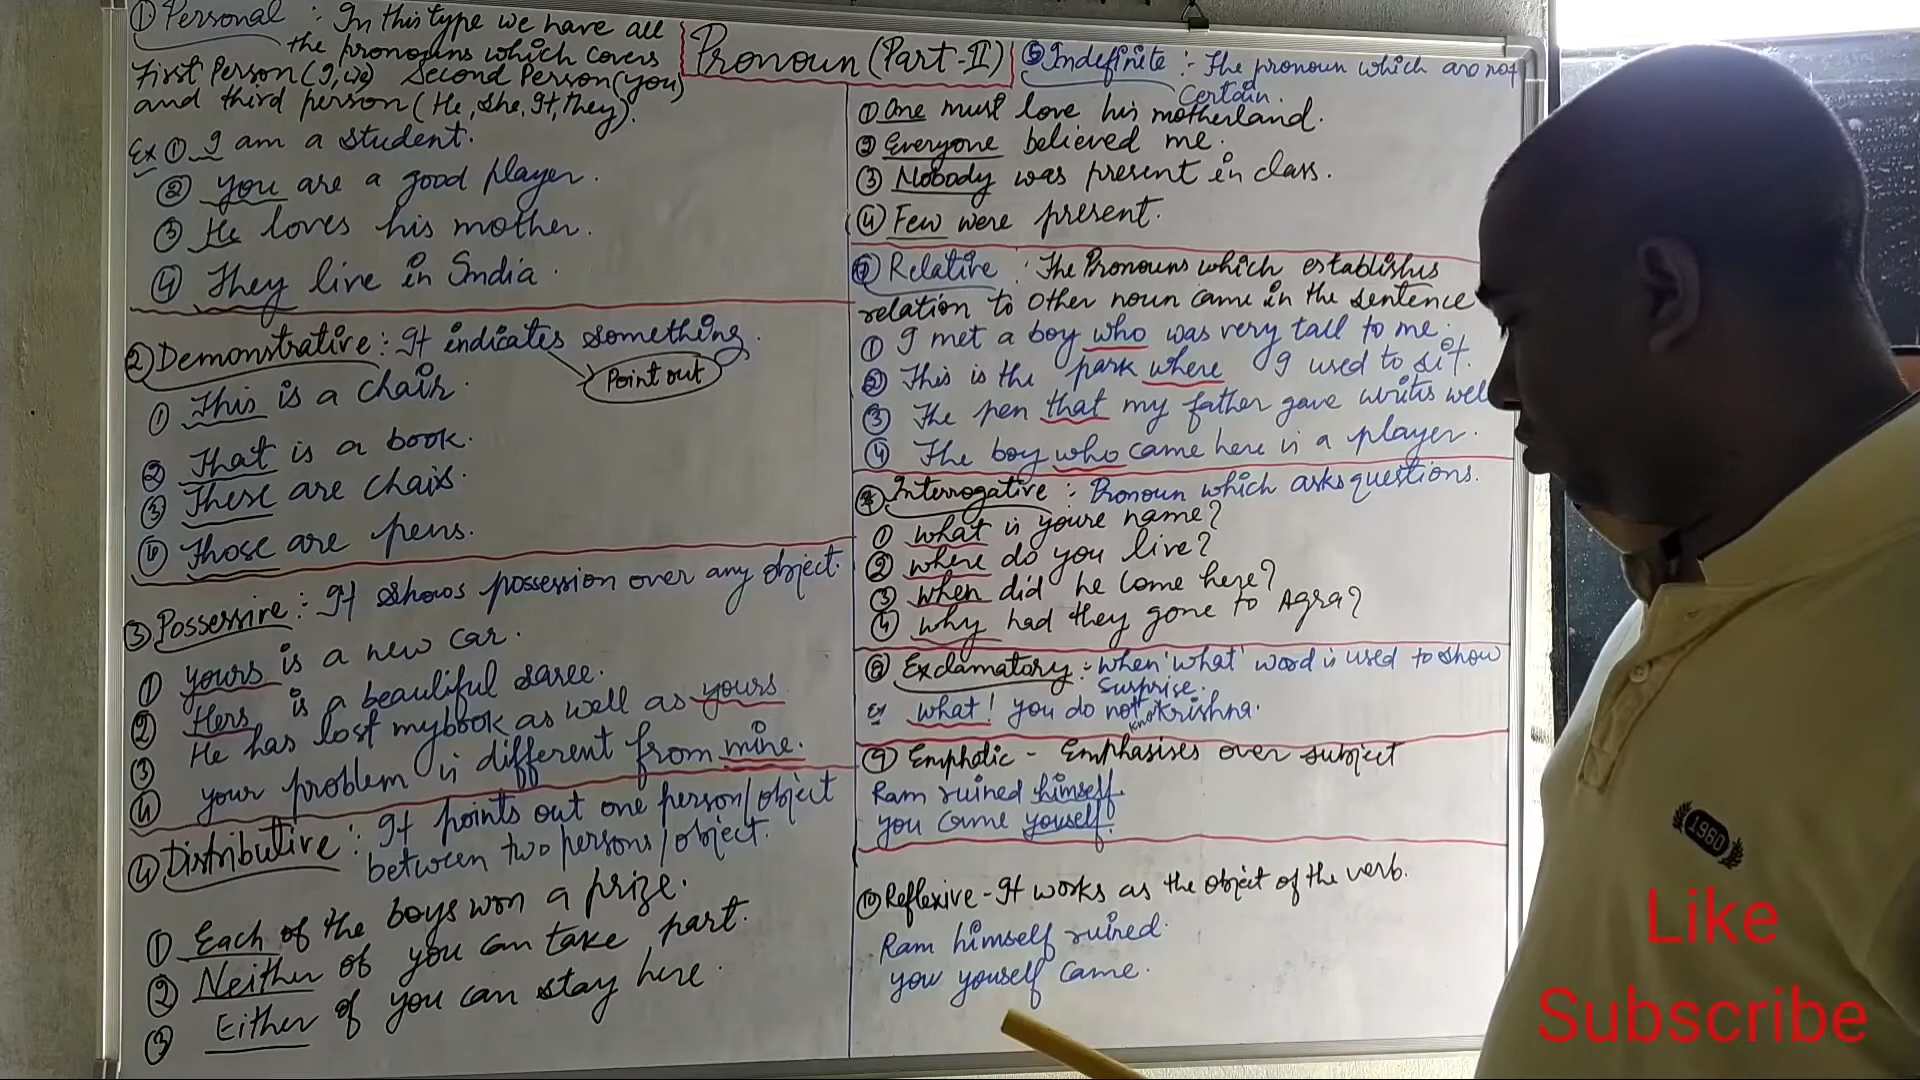 Pronoun (Part-II)
① Personal : In this type we have all
the pronouns which covers
First Person (I, we) Second Person (you)
and third person (He, she, It, they).
Ex ① I am a student.
② You are a good player.
③ He loves his mother.
④ They live in India.
② Demonstrative : It indicates something.
Point out
① This is a chair.
② That is a book.
③ These are chairs.
④ Those are pens.
③ Possessive : It shows possession over any object.
① yours is a new car.
② Hers is a beautiful saree.
③ He has lost my book as well as yours
④ your problem is different from mine.
④ Distributive : It points out one person/object
between two persons/object.
① Each of the boys won a prize.
② Neither of you can take part.
③ Either of you can stay here.
⑤ Indefinite :- The pronoun which are not
Certain.
① One must love his motherland.
② Everyone believed me.
③ Nobody was present in class.
④ Few were present.
Relative : The Pronouns which establishes
relation to other noun came in the sentence
① I met a boy who was very tall to me.
② This is the park where I used to sit.
③ The pen that my father gave writes well
④ The boy who came here is a player.
Interrogative : Pronoun which asks questions.
① what is youre name?
② where do you live?
③ when did he come here?
④ why had they gone to Agra?
⑧ Exclamatory :- when 'what' word is used to show
Surprise.
Ex what! you do not know Krishna.
⑨ Emphatic - Emphasises over subject
Ram ruined himself.
you came youself.
⑩ Reflexive - It works as the object of the verb.
Ram himself ruined.
you youself came.
1980
Like
Subscribe